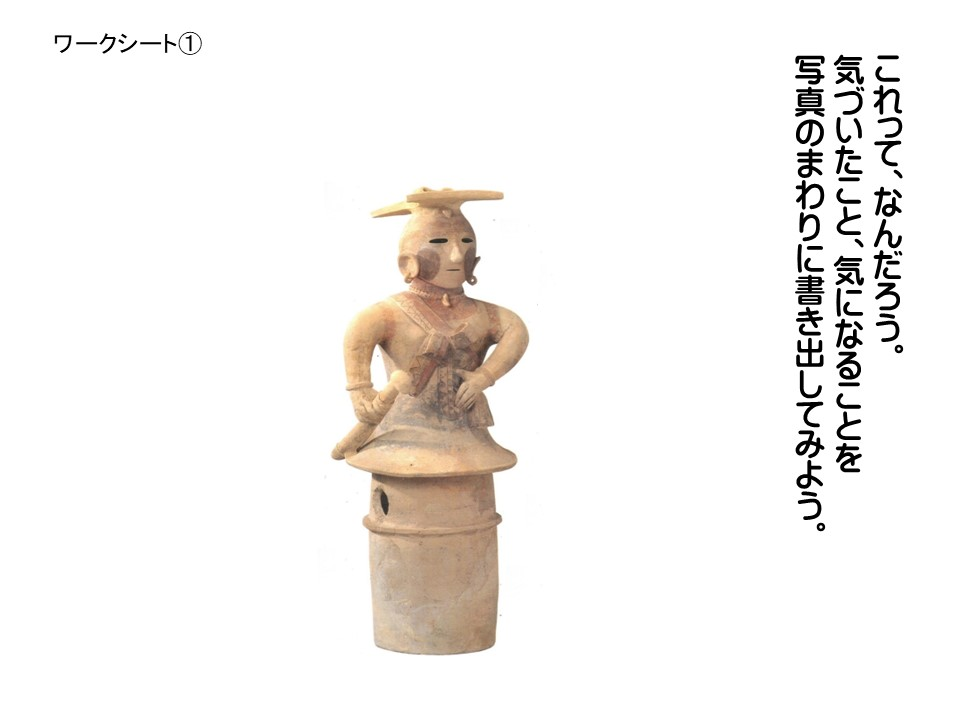 ワークシート①
これって、なんだろう。
気づいたこと、気になることを
写真のまわりに書き出してみよう。